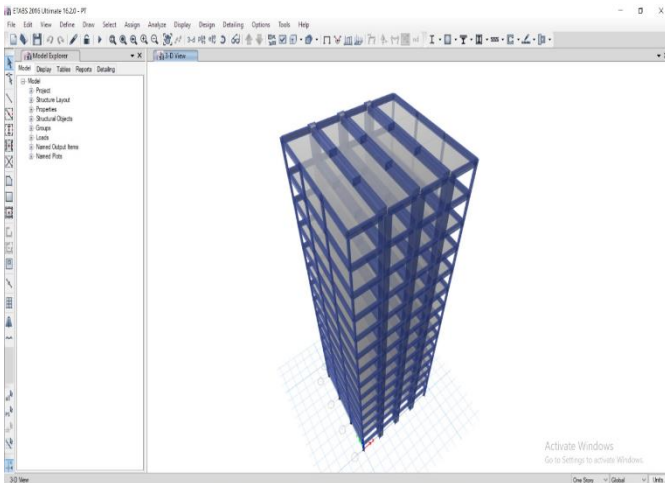 ETABS 2016 Ultimate 16.2.0 - PT
File Edit View Define Draw Select Assign Analyze Display Design Detailing Options Tools Help
Model Explorer
3-D View
Model Display Tables Reports Detailing
Model
Project
Structure Layout
Properties
Structural Objects
Groups
Loads
Named Output Items
Named Plots
Activate Windows
Go to Settings to activate Windows.
3-D View
One Story
Global
Units